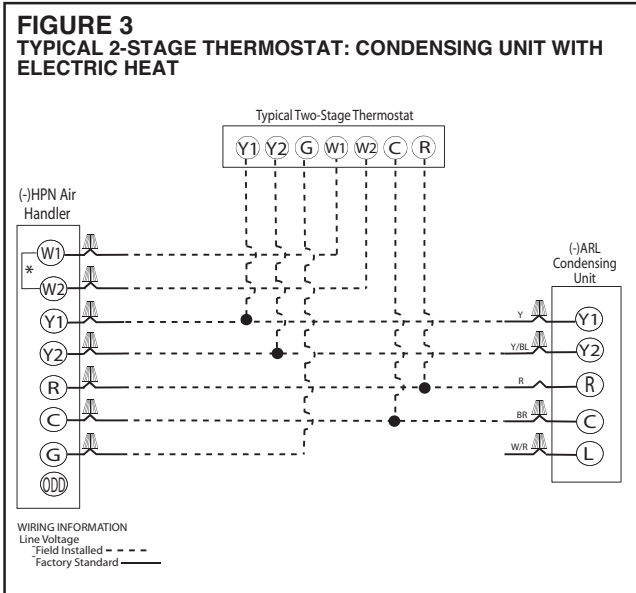 FIGURE 3
TYPICAL 2-STAGE THERMOSTAT: CONDENSING UNIT WITH
ELECTRIC HEAT
Typical Two-Stage Thermostat
Y1 Y2 G W1 W2 C R
(-)HPN Air
Handler
W1
*
W2
Y1
Y2
R
C
G
ODD
(-)ARL
Condensing
Unit
Y Y1
Y/BL Y2
R R
BR C
W/R L
WIRING INFORMATION
Line Voltage
Field Installed
Factory Standard